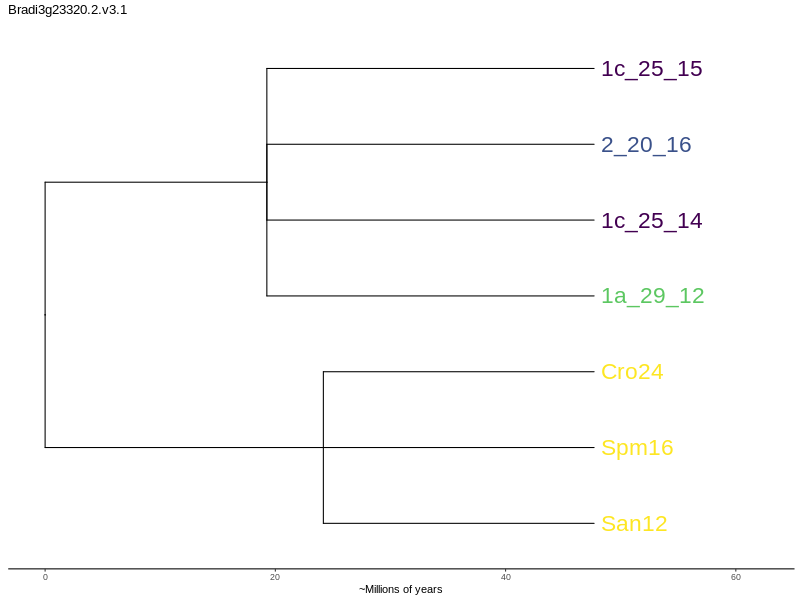 Bradi3g23320.2.v3.1
1c_25_15
2_20_16
1c_25_14
1a_29_12
Cro24
Spm16
San12
0 20 40 60
~Millions of years